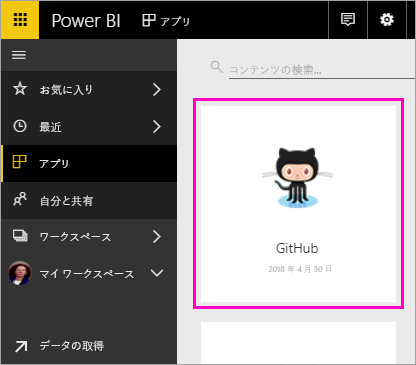 Power BI アプリ
お気に入り
最近
アプリ
自分と共有
ワークスペース
マイ ワークスペース
データの取得
コンテンツの検索...
GitHub
2018 年 4 月 30 日